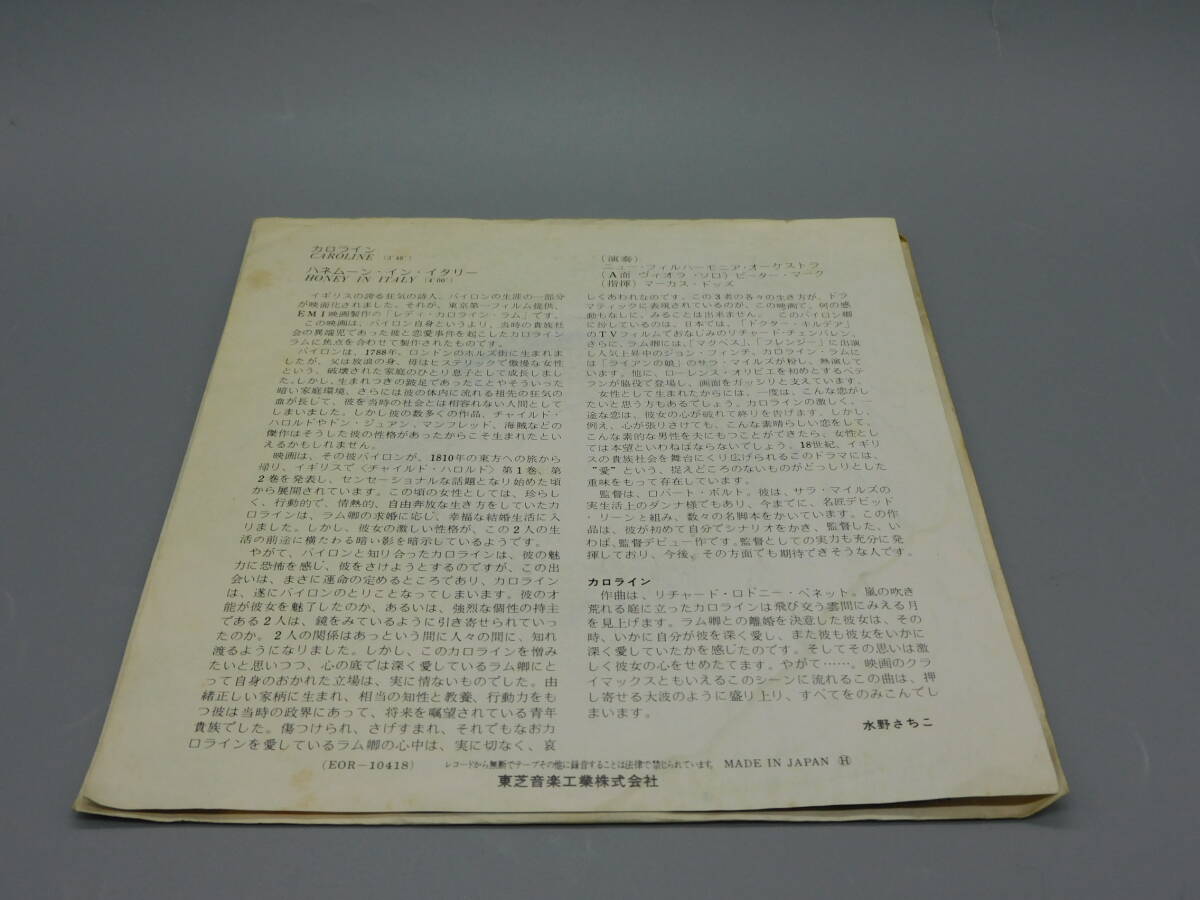 カロライン
CAROLINE (3'46")
ハネムーン・イン・イタリー
HONEY IN ITALY (4'00")
イギリスの誇る狂気の詩人、バイロンの生涯の一部分
が映画化されました。それが、東京第一フィルム提供、
EMI映画製作の「レディ・カロライン・ラム」です。
この映画は、バイロン自身というより、当時の貴族社
会の異端児であった彼と恋愛事件を起こしたカロライン
ラムに焦点を合わせて製作されたものです。
バイロンは、1788年、ロンドンのホルズ街に生まれま
したが、父は放浪の身、母はヒステリックで傲慢な女性
という、破壊された家庭のひとり息子として成長しまし
た。しかし、生まれつきの跛足であったことやそういった
暗い家庭環境、さらには彼の体内に流れる祖先の狂気の
血が長じて、彼を当時の社会とは相容れない人間として
しまいました。しかし彼の数多くの作品、チャイルド・
ハロルドやドン・ジュアン、マンフレッド、海賊などの
傑作はそうした彼の性格があったからこそ生まれたとい
えるかもしれません。
映画は、その彼バイロンが、1810年の東方への旅から
帰り、イギリスで〈チャイルド・ハロルド〉第1巻、第
2巻を発表し、センセーショナルな話題となり始めた頃
から展開されています。この頃の女性としては、珍らし
く、行動的で、情熱的、自由奔放な生き方をしていたカ
ロラインは、ラム卿の求婚に応じ、幸福な結婚生活に入
りました。しかし、彼女の激しい性格が、この2人の生
活の前途に横たわる暗い影を暗示しているようです。
やがて、バイロンと知り合ったカロラインは、彼の魅
力に恐怖を感じ、彼をさけようとするのですが、この出
会いは、まさに運命の定めるところであり、カロライン
は、遂にバイロンのとりことなってしまいます。彼のオ
能が彼女を魅了したのか、あるいは、強烈な個性の持主
である2人は、鏡をみているように引き寄せられていっ
たのか。2人の関係はあっという間に人々の間に、知れ
渡るようになりました。しかし、このカロラインを憎み
たいと思いつつ、心の底では深く愛しているラム卿にと
って自身のおかれた立場は、実に情ないものでした。由
緒正しい家柄に生まれ、相当の知性と教養、行動力をも
つ彼は当時の政界にあって、将来を嘱望されている青年
貴族でした。傷つけられ、さげすまれ、それでもなおカ
ロラインを愛しているラム卿の心中は、実に切なく、哀
(演奏)
ニュー・フィルハーモニア・オーケストラ
(A面 ヴィオラ・ソロ) ピーター・マーク
(指揮) マーカス・ドッズ
しくあわれなのです。この3者の各々の生き方が、ドラ
マティックに表現されているのが、この映画で、何の感
動もなしに、みることは出来ません。 このバイロン卿
に扮しているのは、日本では、「ドクター・キルデア」
のTVフィルムでおなじみのリチャード・チェンバレン。
さらに、ラム卿には、「マクベス」、「フレンジー」に出演
し人気上昇中のジョン・フィンチ、カロライン・ラムに
は「ライアンの娘」のサラ・マイルズが粉し、熱演して
います。他に、ローレンス・オリビエを初めとするベテ
ランが脇役で登場し、画面をガッシリと支えています。
女性として生まれたからには、一度は、こんな恋がし
たいと思う方もあるでしょう。カロラインの激しく、一
途な恋は、彼女の心が破れて終りを告げます。しかし、
例え、心が張りさけても、こんな素晴らしい恋をして、
こんな素的な男性を夫にもつことができたら、女性とし
ては本望といわねばならないでしょう。18世紀、イギリ
スの貴族社会を舞台にくり広げられるこのドラマには、
“愛”という、捉えどころのないものがどっしりとした
重味をもって存在しています。
監督は、ロバート・ボルト。彼は、サラ・マイルズの
実生活上のダンナ様でもあり、今までに、名匠デビッド
・リーンと組み、数々の名脚本をかいています。この作
品は、彼が初めて自分でシナリオをかき、監督した、い
わば、監督デビュー作です。監督としての実力も充分に発
揮しており、今後、その方面でも期待できそうな人です。
カロライン
作曲は、リチャード・ロドニー・ベネット。嵐の吹き
荒れる庭に立ったカロラインは飛び交う雲間にみえる月
を見上げます。ラム卿との離婚を決意した彼女は、その
時、いかに自分が彼を深く愛し、また彼も彼女をいかに
深く愛していたかを感じたのです。そしてその思いは激
しく彼女の心をせめたてます。やがて……。映画のクラ
イマックスともいえるこのシーンに流れるこの曲は、押
し寄せる大波のように盛り上り、すべてをのみこんでし
まいます。
水野さちこ
(EOR-10418) レコードから無断でテープその他に録音することは法律で禁じられています。 MADE IN JAPAN Ⓗ
東芝音楽工業株式会社